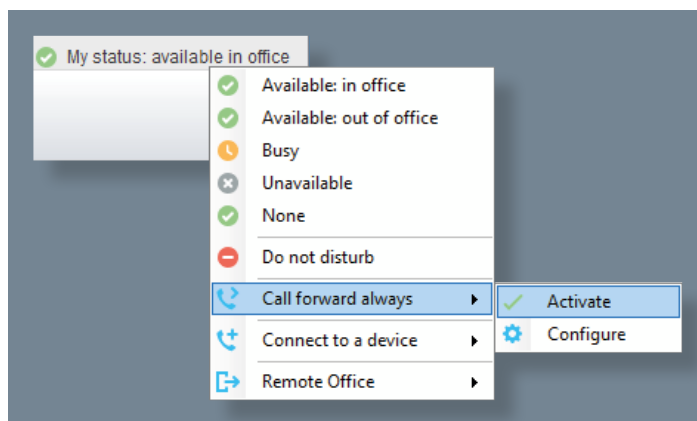 My status: available in office
Available: in office
Available: out of office
Busy
Unavailable
None
Do not disturb
Call forward always
Activate
Configure
Connect to a device
Remote Office